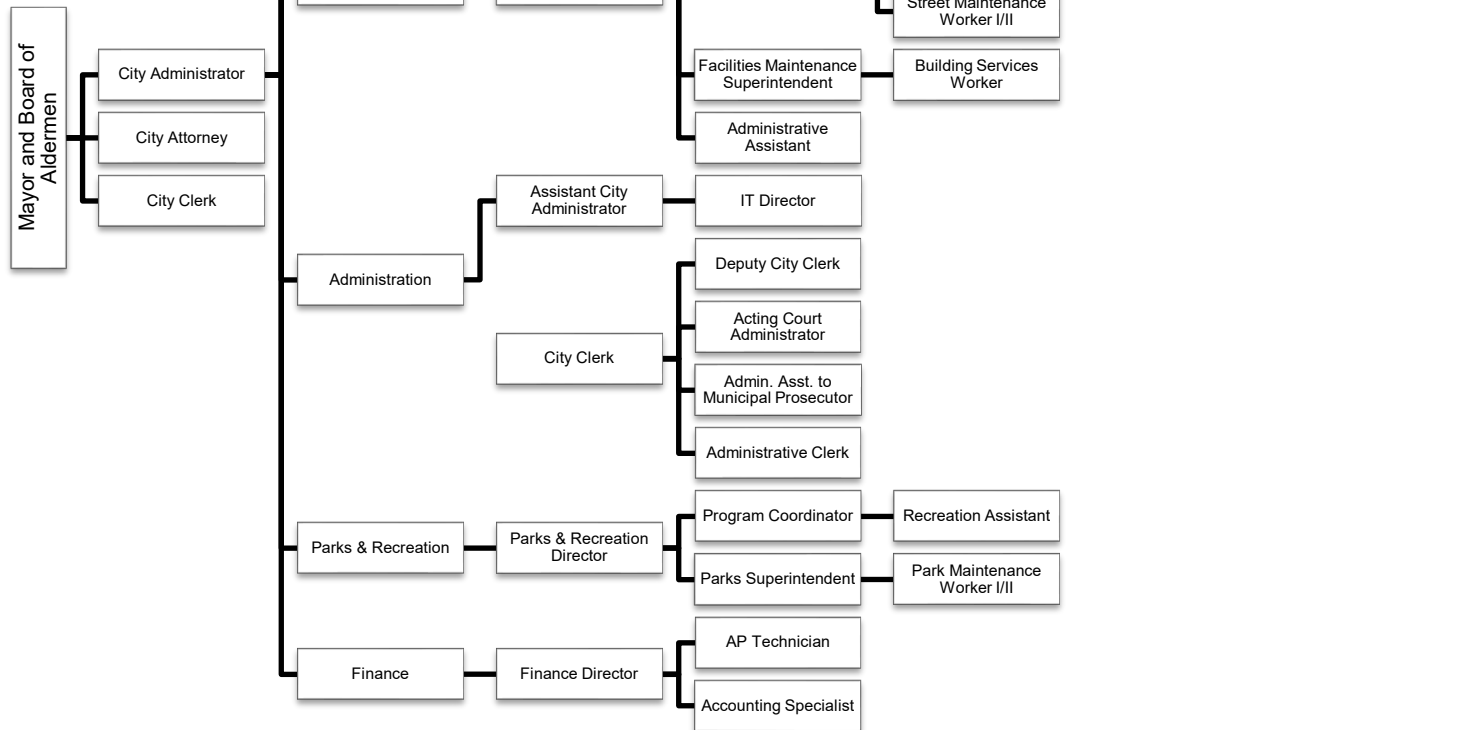 Mayor and Board of
Aldermen
City Administrator
City Attorney
City Clerk
Street Maintenance
Worker I/II
Facilities Maintenance
Superintendent
Building Services
Worker
Administrative
Assistant
Assistant City
Administrator
IT Director
Administration
Deputy City Clerk
Acting Court
Administrator
City Clerk
Admin. Asst. to
Municipal Prosecutor
Administrative Clerk
Parks & Recreation
Parks & Recreation
Director
Program Coordinator
Recreation Assistant
Parks Superintendent
Park Maintenance
Worker I/II
Finance
Finance Director
AP Technician
Accounting Specialist